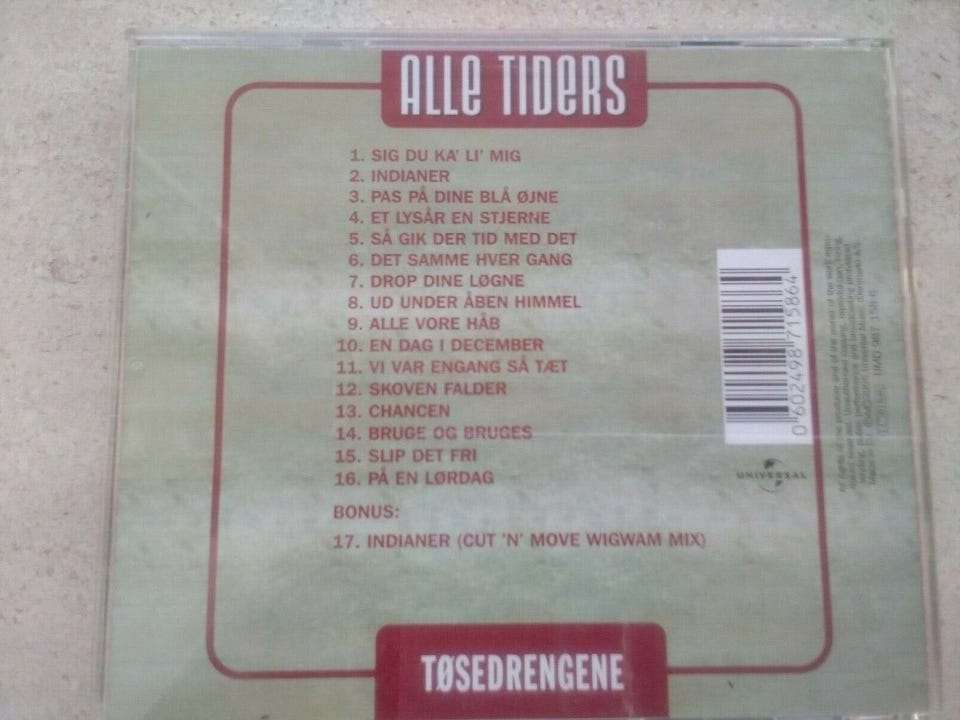 ALLE TIDERS
1. SIG DU KA' LI' MIG
2. INDIANER
3. PAS PÅ DINE BLÅ ØJNE
4. ET LYSÅR EN STJERNE
5. SÅ GIK DER TID MED DET
6. DET SAMME HVER GANG
7. DROP DINE LØGNE
8. UD UNDER ÅBEN HIMMEL
9. ALLE VORE HÅB
10. EN DAG I DECEMBER
11. VI VAR ENGANG SÅ TÆT
12. SKOVEN FALDER
13. CHANCEN
14. BRUGE OG BRUGES
15. SLIP DET FRI
16. PÅ EN LØRDAG
BONUS:
17. INDIANER (CUT 'N' MOVE WIGWAM MIX)
TØSEDRENGENE
0 602498 715864
UNIVERSAL